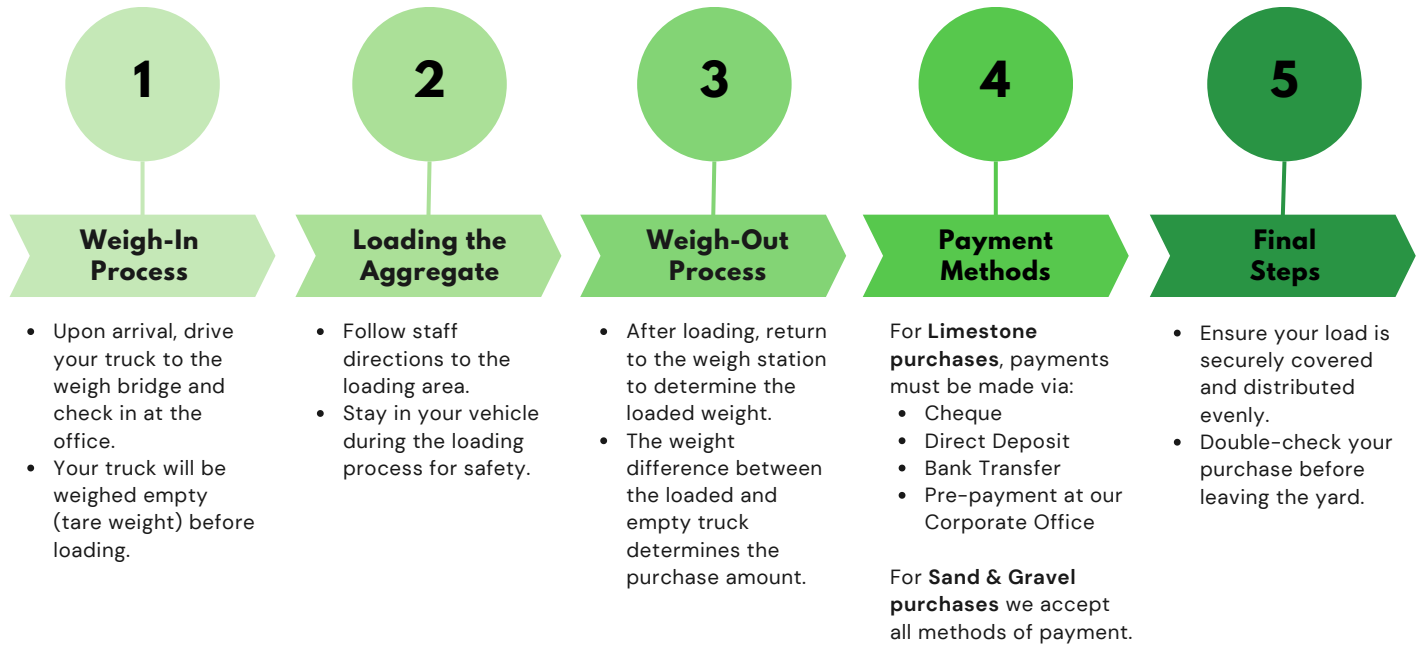 1
Weigh-In
Process
• Upon arrival, drive
your truck to the
weigh bridge and
check in at the
office.
• Your truck will be
weighed empty
(tare weight) before
loading.
2
Loading the
Aggregate
• Follow staff
directions to the
loading area.
• Stay in your vehicle
during the loading
process for safety.
3
Weigh-Out
Process
• After loading, return
to the weigh station
to determine the
loaded weight.
• The weight
difference between
the loaded and
empty truck
determines the
purchase amount.
4
Payment
Methods
For Limestone
purchases, payments
must be made via:
• Cheque
• Direct Deposit
• Bank Transfer
• Pre-payment at our
Corporate Office
For Sand & Gravel
purchases we accept
all methods of payment.
5
Final
Steps
• Ensure your load is
securely covered
and distributed
evenly.
• Double-check your
purchase before
leaving the yard.